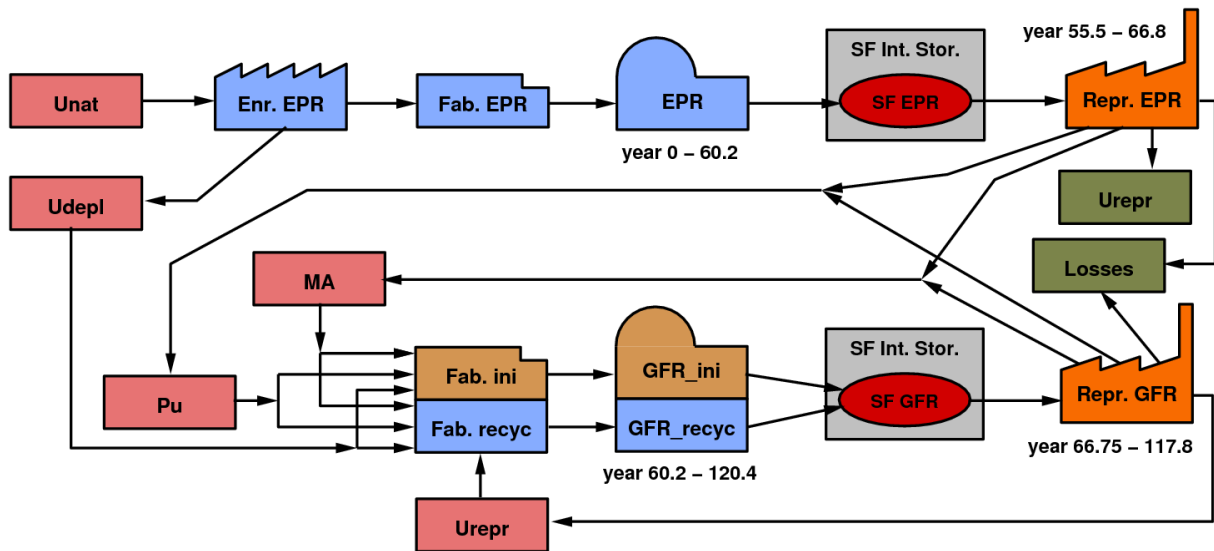 year 55.5 – 66.8
SF Int. Stor.
Unat
Enr. EPR
Fab. EPR
EPR
SF EPR
Repr. EPR
year 0 – 60.2
Udepl
Urepr
MA
Losses
SF Int. Stor.
Fab. ini
GFR_ini
Pu
SF GFR
Repr. GFR
Fab. recyc
GFR_recyc
year 66.75 – 117.8
year 60.2 – 120.4
Urepr